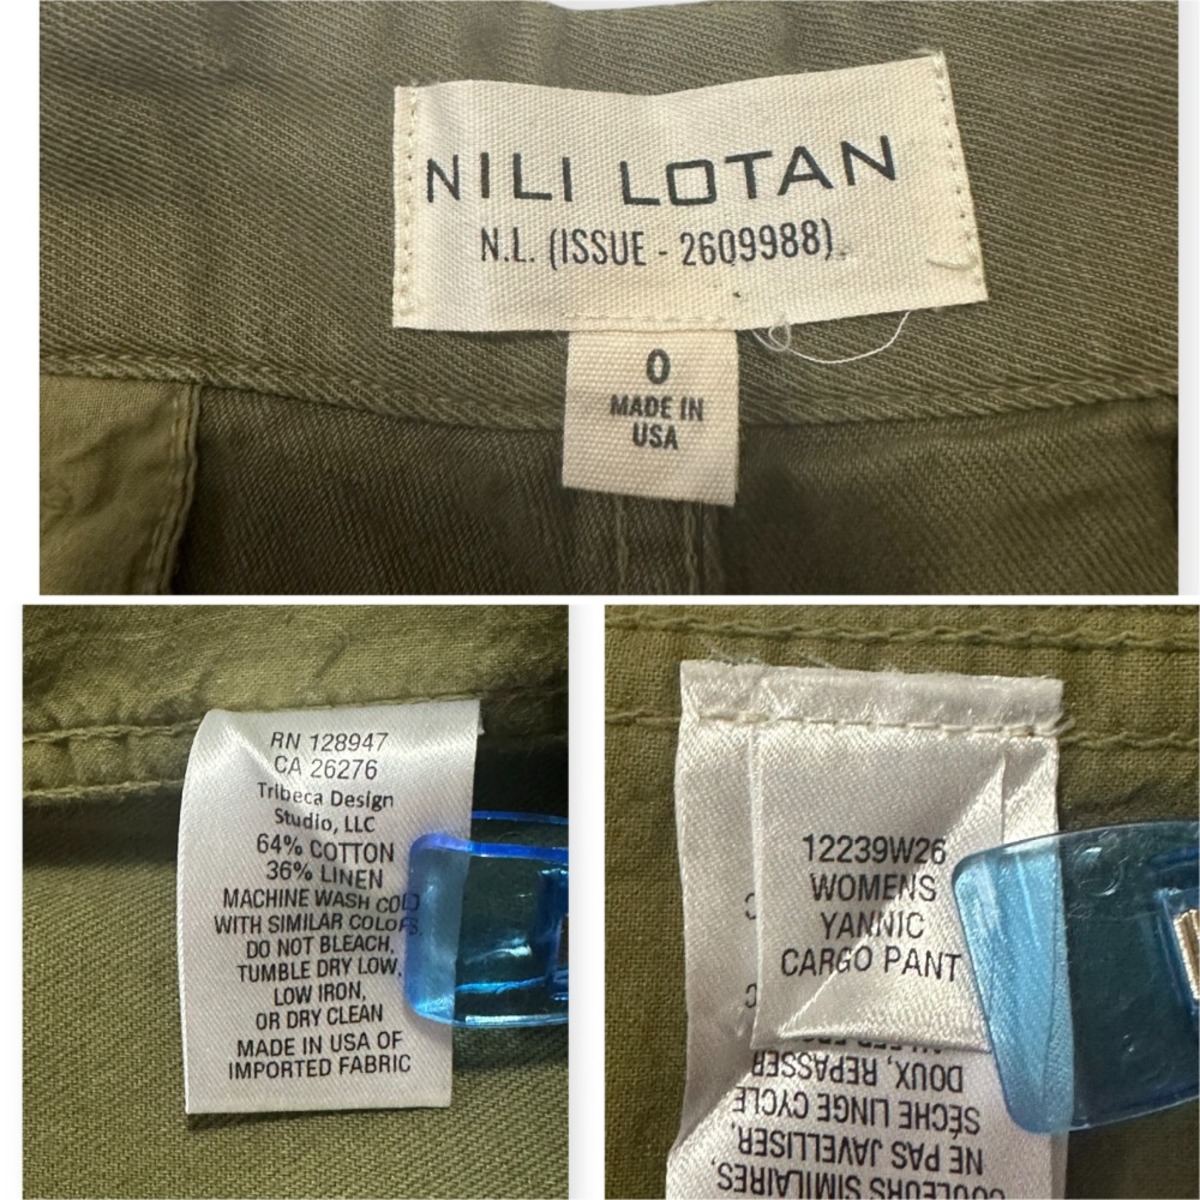 NILI LOTAN
N.L. (ISSUE - 2609988)
0
MADE IN
USA
RN 128947
CA 26276
Tribeca Design
Studio, LLC
64% COTTON
36% LINEN
MACHINE WASH COLD
WITH SIMILAR COLORS,
DO NOT BLEACH,
TUMBLE DRY LOW,
LOW IRON,
OR DRY CLEAN
MADE IN USA OF
IMPORTED FABRIC
12239W26
WOMENS
YANNIC
CARGO PANT
COULEURS SIMILAIRES,
NE PAS JAVELLISER,
SÉCHE LINGE CYCLE
DOUX, REPASSER